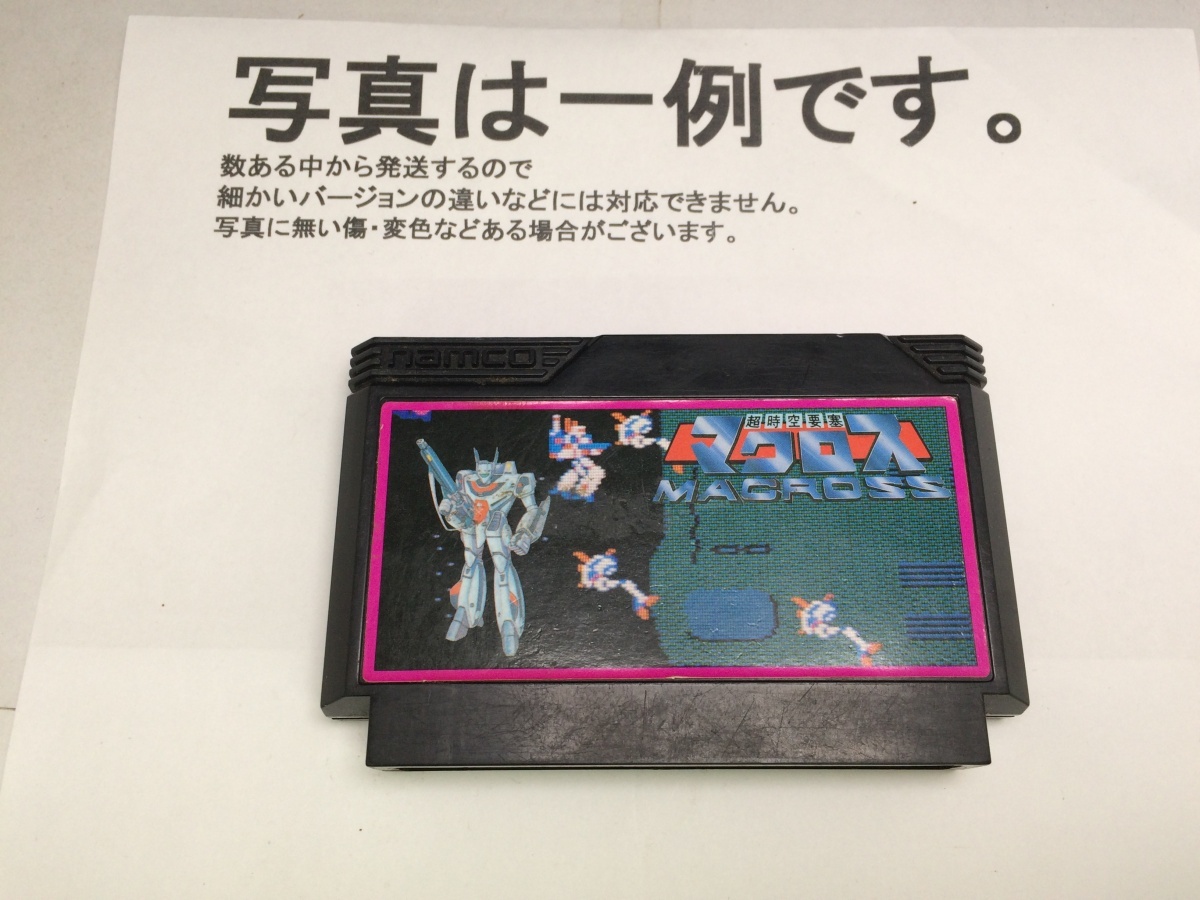 写真は一例です。
数ある中から発送するので
細かいバージョンの違いなどには対応できません。
写真に無い傷・変色などある場合がございます。
namco
超時空要塞
マクロス
MACROSS